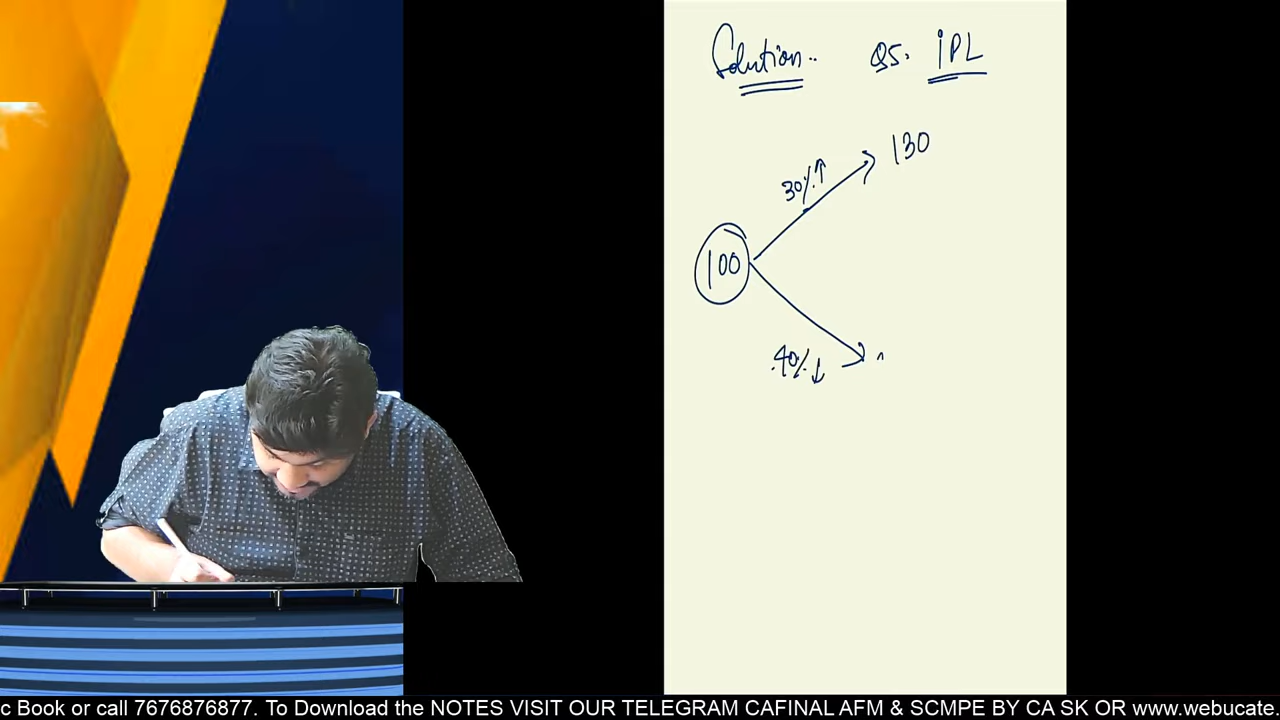 Solution.. Q5. IPL
130
30%↑
100
40%↓
c Book or call 7676876877. To Download the NOTES VISIT OUR TELEGRAM CAFINAL AFM & SCMPE BY CA SK OR www.webucate.